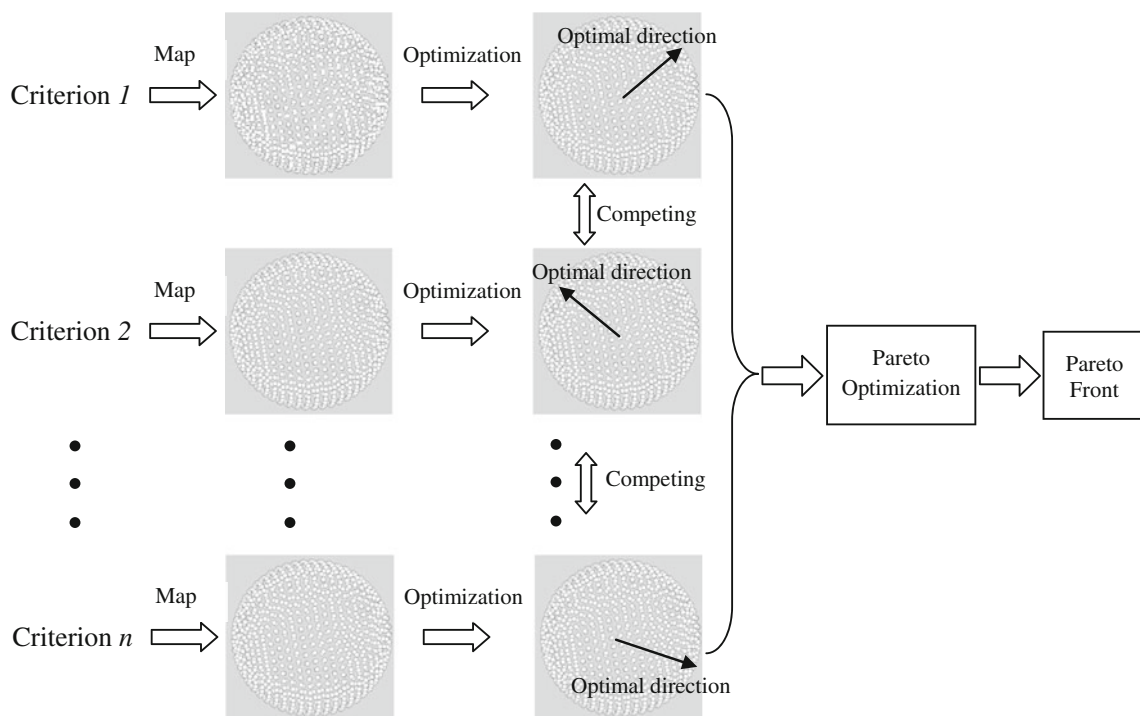 Criterion 1
Map
Optimization
Optimal direction
Competing
Criterion 2
Map
Optimization
Optimal direction
Competing
Criterion n
Map
Optimization
Optimal direction
Pareto
Optimization
Pareto
Front